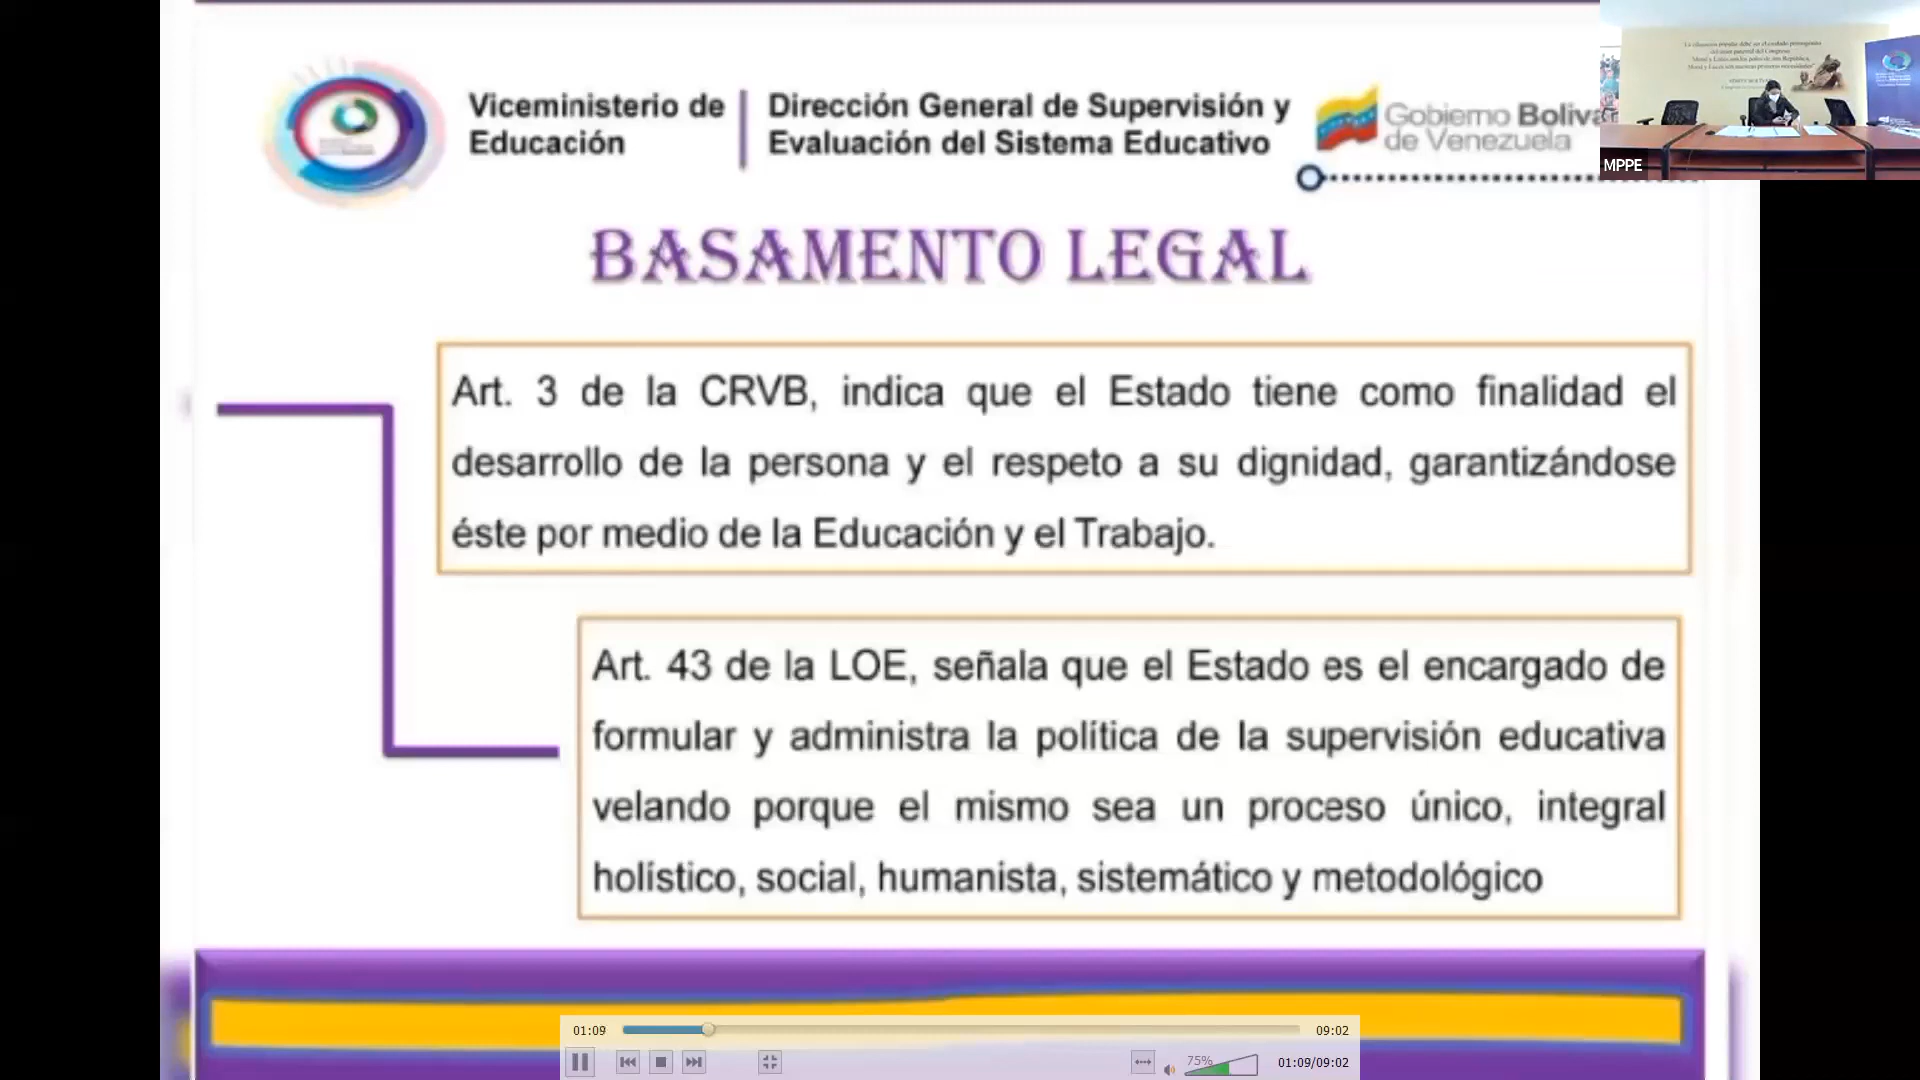 Viceministerio de
Educación
Dirección General de Supervisión y
Evaluación del Sistema Educativo
Gobierno Boliva
de Venezuela
MPPE
BASAMENTO LEGAL
Art. 3 de la CRVB, indica que el Estado tiene como finalidad el
desarrollo de la persona y el respeto a su dignidad, garantizándose
éste por medio de la Educación y el Trabajo.
Art. 43 de la LOE, señala que el Estado es el encargado de
formular y administra la política de la supervisión educativa
velando porque el mismo sea un proceso único, integral
holístico, social, humanista, sistemático y metodológico
01:09
09:02
75%
01:09/09:02